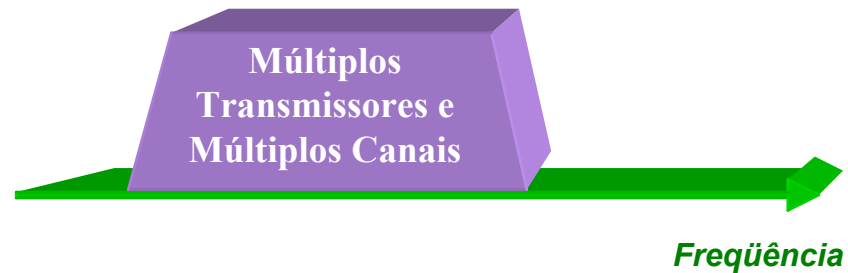 Múltiplos
Transmissores e
Múltiplos Canais
Freqüência